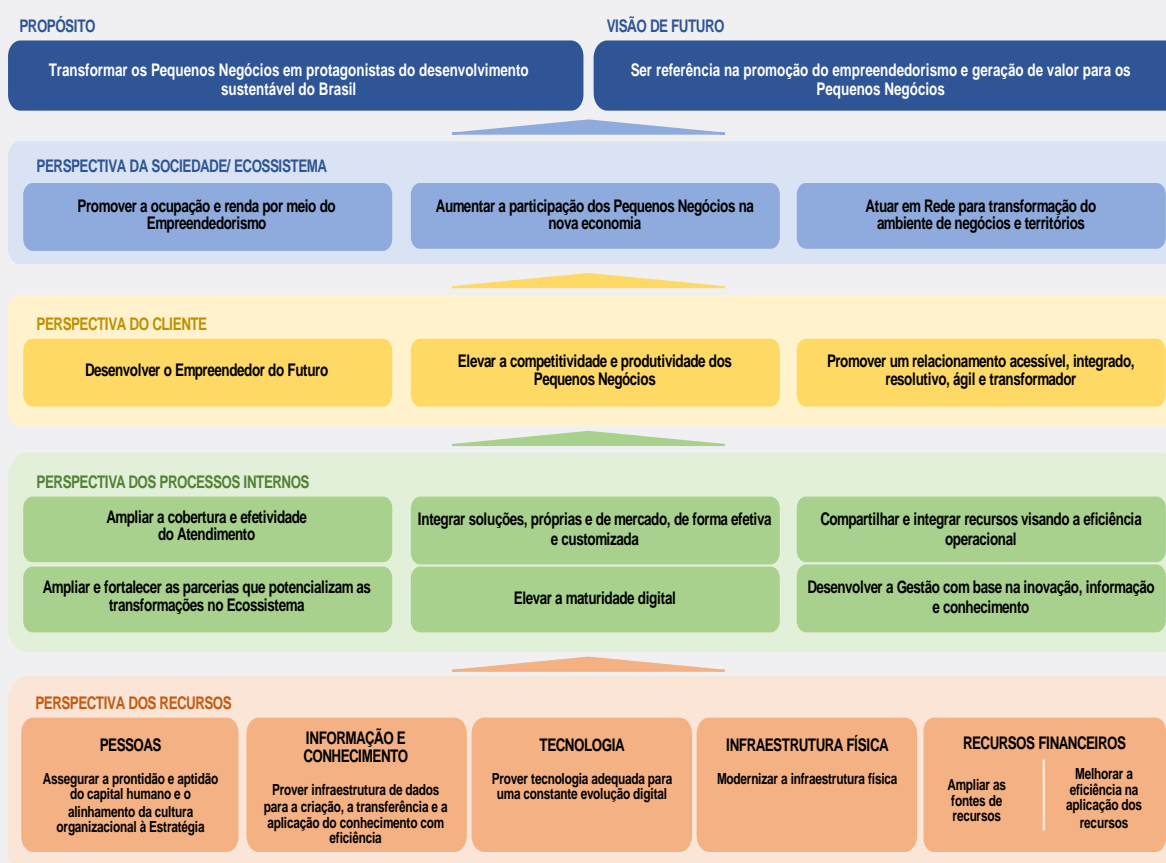 PROPÓSITO
Transformar os Pequenos Negócios em protagonistas do desenvolvimento
sustentável do Brasil
VISÃO DE FUTURO
Ser referência na promoção do empreendedorismo e geração de valor para os
Pequenos Negócios
PERSPECTIVA DA SOCIEDADE/ ECOSSISTEMA
Promover a ocupação e renda por meio do
Empreendedorismo
Aumentar a participação dos Pequenos Negócios na
nova economia
Atuar em Rede para transformação do
ambiente de negócios e territórios
PERSPECTIVA DO CLIENTE
Desenvolver o Empreendedor do Futuro
Elevar a competitividade e produtividade dos
Pequenos Negócios
Promover um relacionamento acessível, integrado,
resolutivo, ágil e transformador
PERSPECTIVA DOS PROCESSOS INTERNOS
Ampliar a cobertura e efetividade
do Atendimento
Integrar soluções, próprias e de mercado, de forma efetiva
e customizada
Compartilhar e integrar recursos visando a eficiência
operacional
Ampliar e fortalecer as parcerias que potencializam as
transformações no Ecossistema
Elevar a maturidade digital
Desenvolver a Gestão com base na inovação, informação
e conhecimento
PERSPECTIVA DOS RECURSOS
PESSOAS
Assegurar a prontidão e aptidão
do capital humano e o
alinhamento da cultura
organizacional à Estratégia
INFORMAÇÃO E
CONHECIMENTO
Prover infraestrutura de dados
para a criação, a transferência e a
aplicação do conhecimento com
eficiência
TECNOLOGIA
Prover tecnologia adequada para
uma constante evolução digital
INFRAESTRUTURA FÍSICA
Modernizar a infraestrutura física
RECURSOS FINANCEIROS
Ampliar as
fontes de
recursos
Melhorar a
eficiência na
aplicação dos
recursos